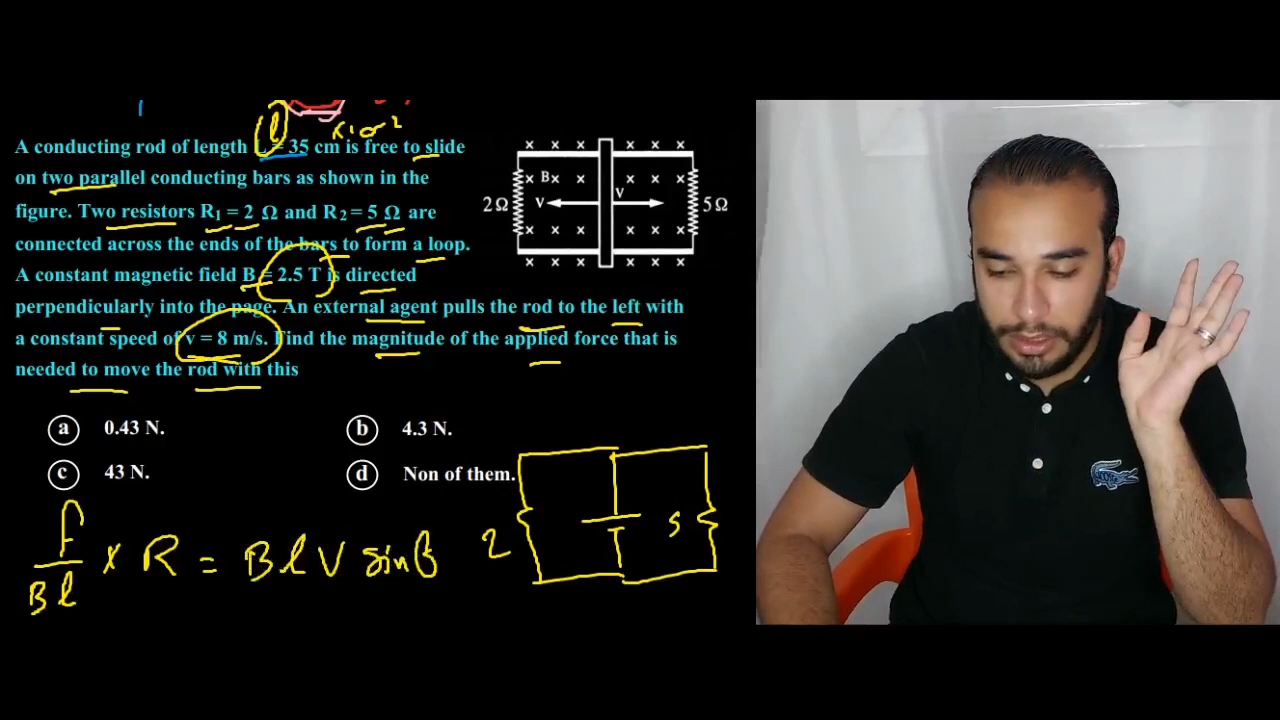 l
x10-2
A conducting rod of length L = 35 cm is free to slide
on two parallel conducting bars as shown in the
figure. Two resistors R1 = 2 Ω and R2 = 5 Ω are
connected across the ends of the bars to form a loop.
A constant magnetic field B = 2.5 T is directed
perpendicularly into the page. An external agent pulls the rod to the left with
a constant speed of v = 8 m/s. Find the magnitude of the applied force that is
needed to move the rod with this
× × × × × ×
× B× × × × ×
2Ω V V 5Ω
× × × × × ×
× × × × × ×
a 0.43 N.
b 4.3 N.
c 43 N.
d Non of them.
F/Bl × R = BlV sinθ
2 5